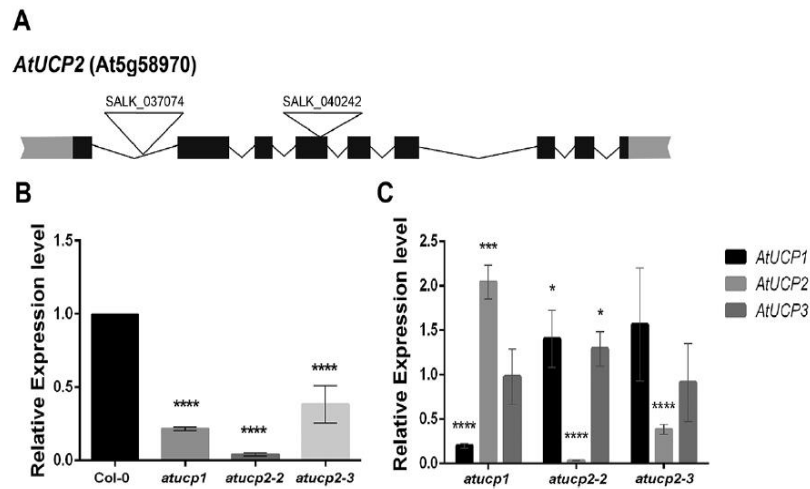 A
AtUCP2 (At5g58970)
SALK_037074 SALK_040242
B
Relative Expression level
1.5
1.0
0.5
0.0
****
****
****
Col-0 atucp1 atucp2-2 atucp2-3
C
Relative Expression level
2.5
2.0
1.5
1.0
0.5
0.0
****
***
*
****
*
****
atucp1 atucp2-2 atucp2-3
AtUCP1
AtUCP2
AtUCP3